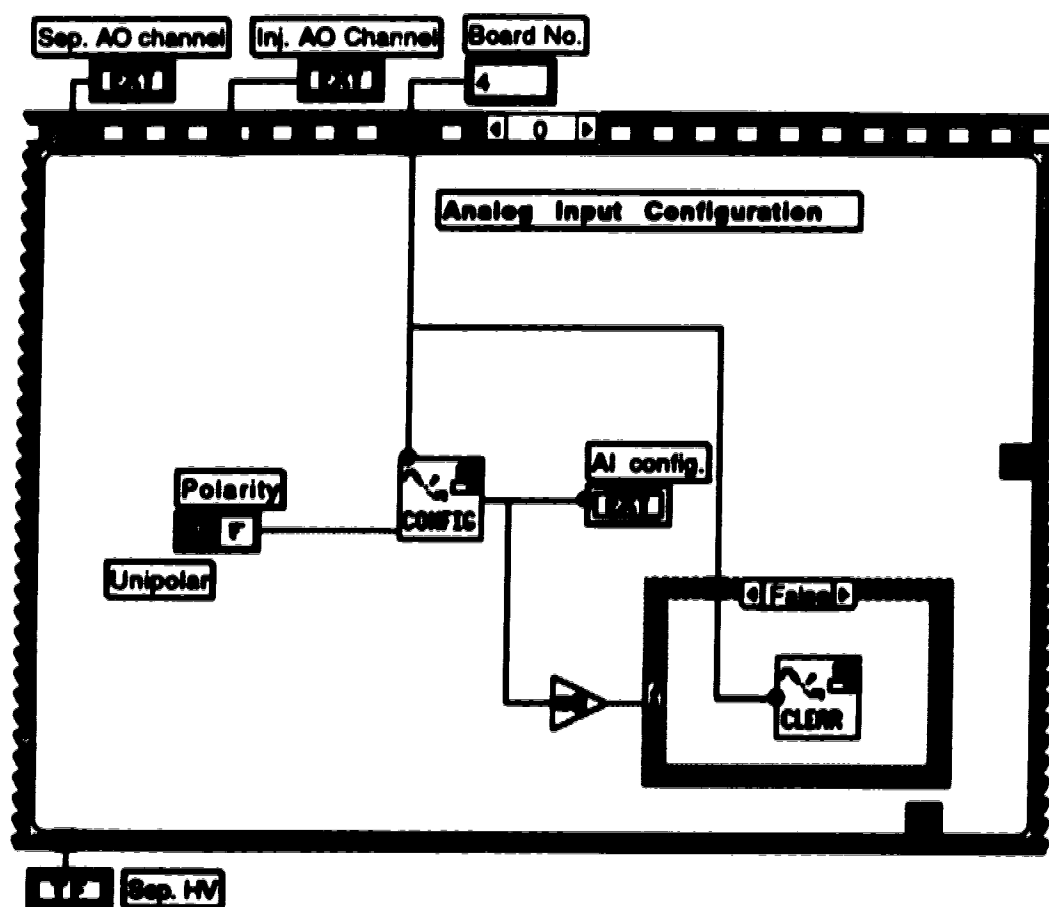 Sep. AO channel
Inj. AO Channel
Board No.
4
0
Analog Input Configuration
CONFIG
AI config.
Polarity
F
Unipolar
False
CLEAR
Sep. HV